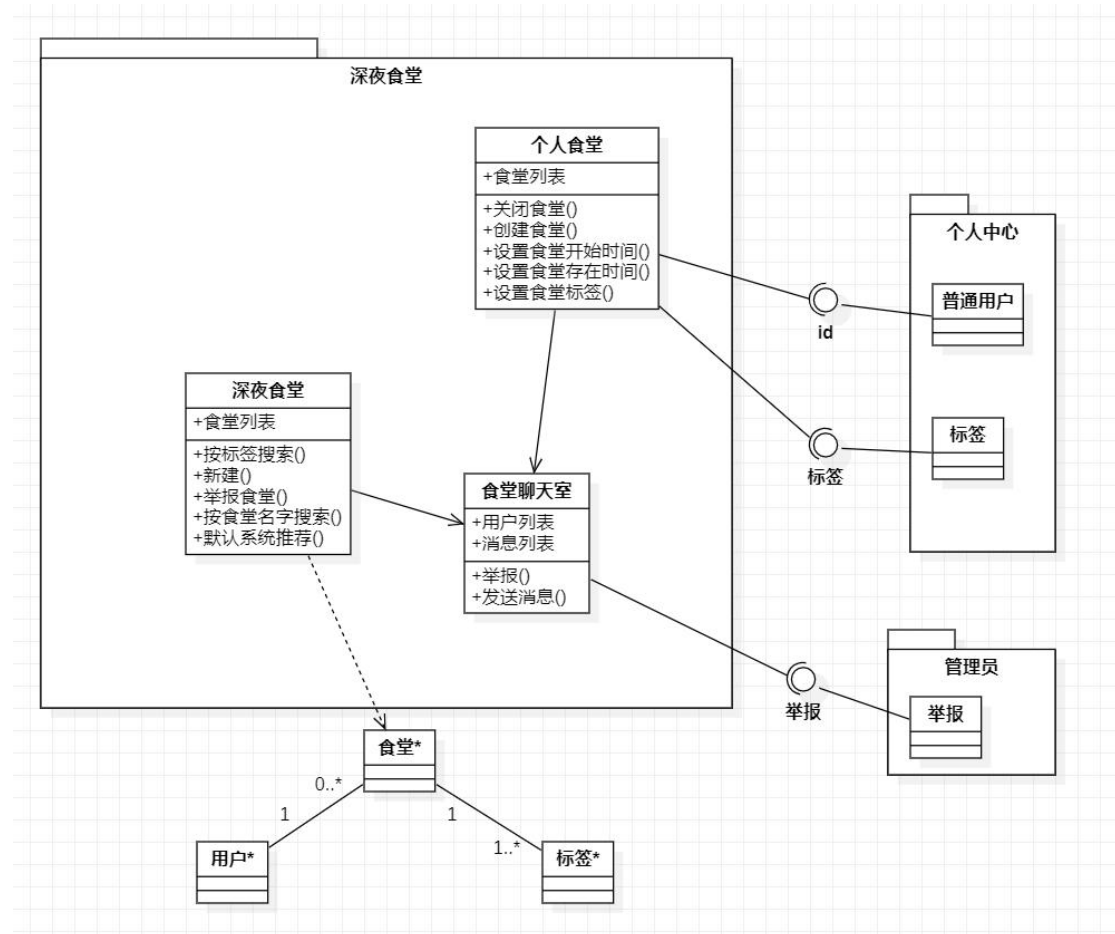 深夜食堂
个人食堂
+食堂列表
+关闭食堂()
+创建食堂()
+设置食堂开始时间()
+设置食堂存在时间()
+设置食堂标签()
个人中心
普通用户
id
标签
标签
深夜食堂
+食堂列表
+按标签搜索()
+新建()
+举报食堂()
+按食堂名字搜索()
+默认系统推荐()
食堂聊天室
+用户列表
+消息列表
+举报()
+发送消息()
管理员
举报
举报
食堂*
0..*
1
1
1..*
用户*
标签*